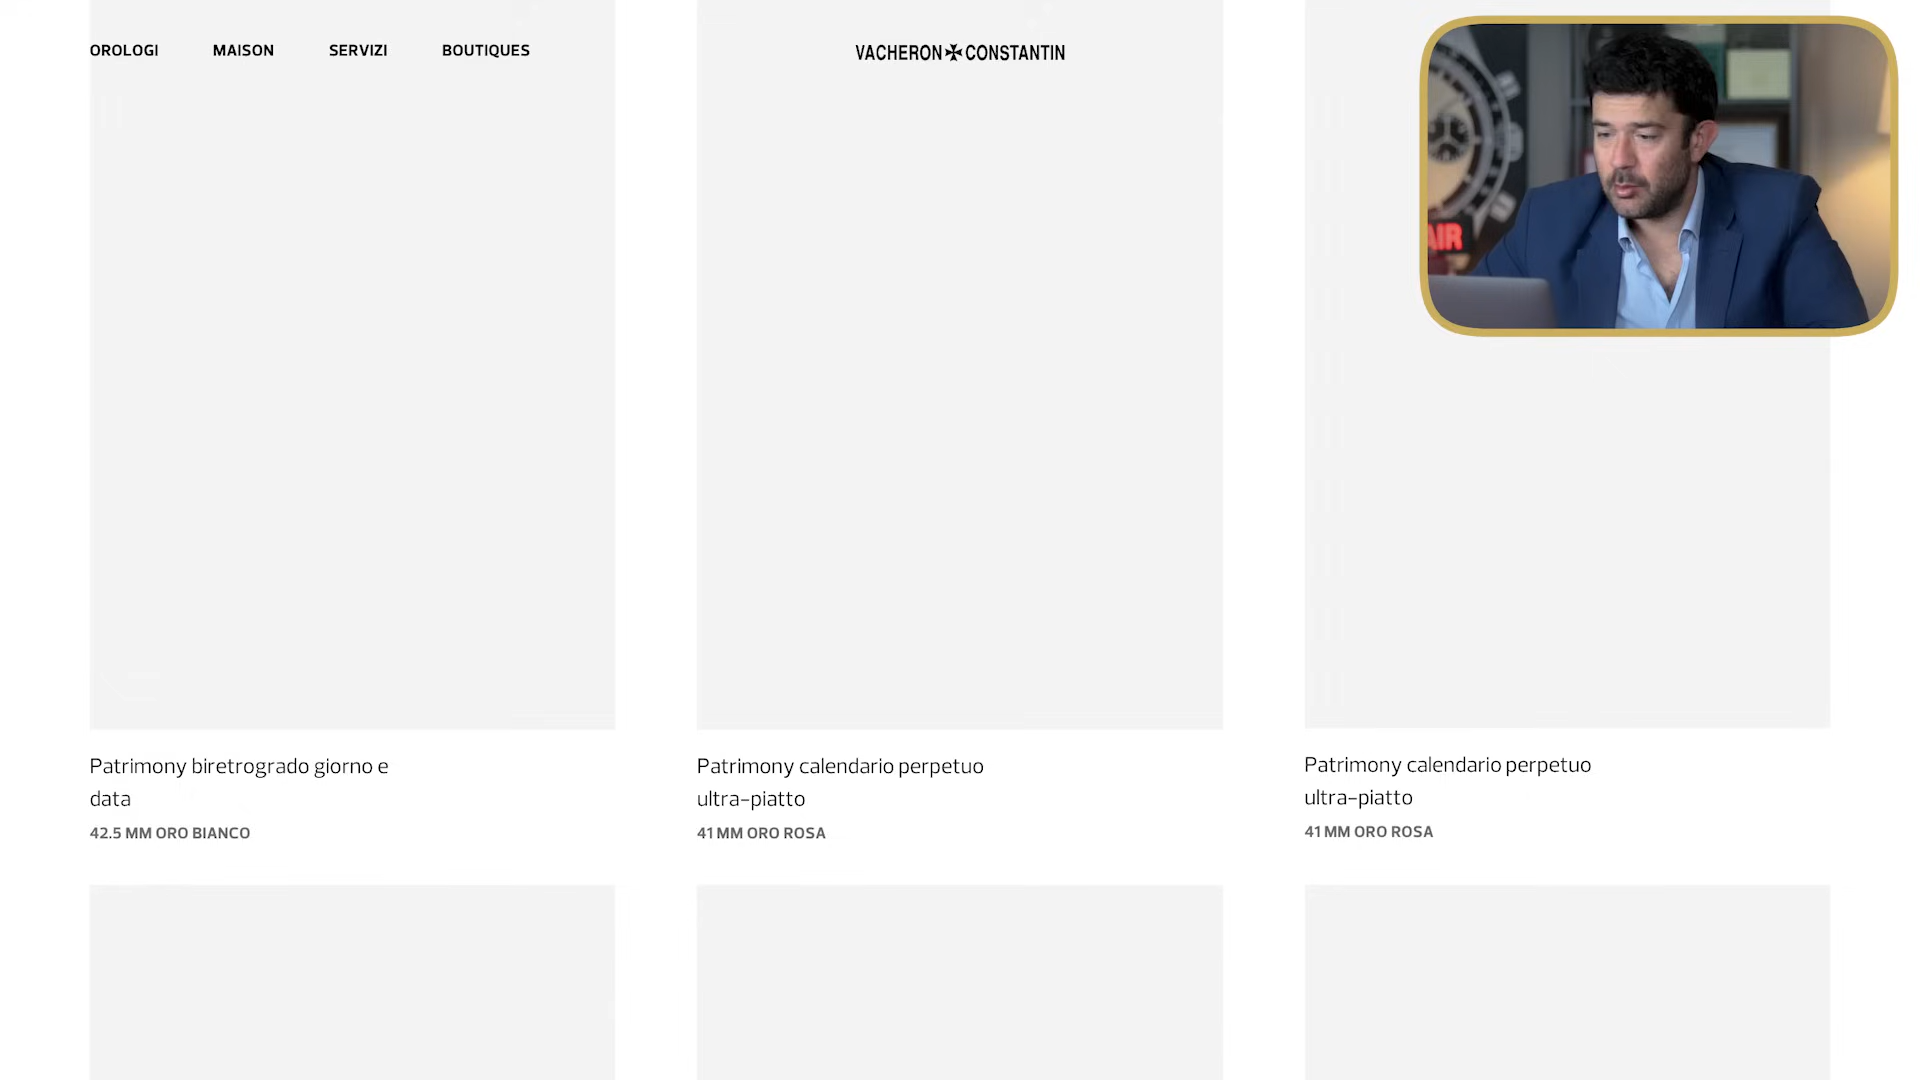 OROLOGI
MAISON
SERVIZI
BOUTIQUES
VACHERON CONSTANTIN
AIR
Patrimony biretrogrado giorno e
data
42.5 MM ORO BIANCO
Patrimony calendario perpetuo
ultra-piatto
41 MM ORO ROSA
Patrimony calendario perpetuo
ultra-piatto
41 MM ORO ROSA